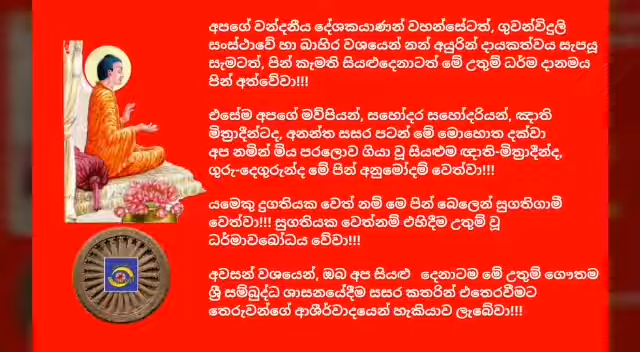 අපගේ වන්දනීය දේශකයාණන් වහන්සේටත්, ගුවන්විදුලි
සංස්ථාවේ හා බාහිර වශයෙන් නන් අයුරින් දායකත්වය සැපයූ
සැමටත්, පින් කැමති සියළුදෙනාටත් මේ උතුම් ධර්ම දානමය
පින් අත්වේවා!!!
එසේම අපගේ මව්පියන්, සහෝදර සහෝදරියන්, ඥාති
මිත්‍රාදීන්ටද, අනන්ත සසර පටන් මේ මොහොත දක්වා
අප නමින් මිය පරලොව ගියා වූ සියළුම ඥාති-මිත්‍රාදීන්ද,
ගුරු-දෙගුරුන්ද මේ පින් අනුමෝදම් වෙත්වා!!!
යමෙකු දුගතියක වෙත් නම් මෙ පින් බෙලෙන් සුගතිගාමී
වෙත්වා!!! සුගතියක වෙත්නම් එහිදීම උතුම් වූ
ධර්මාවබෝධය වේවා!!!
අවසන් වශයෙන්, ඔබ අප සියළු දෙනාටම මේ උතුම් ගෞතම
ශ්‍රී සම්බුද්ධ ශාසනයේදීම සසර කතරින් එතෙරවීමට
තෙරුවන්ගේ ආශීර්වාදයෙන් හැකියාව ලැබේවා!!!